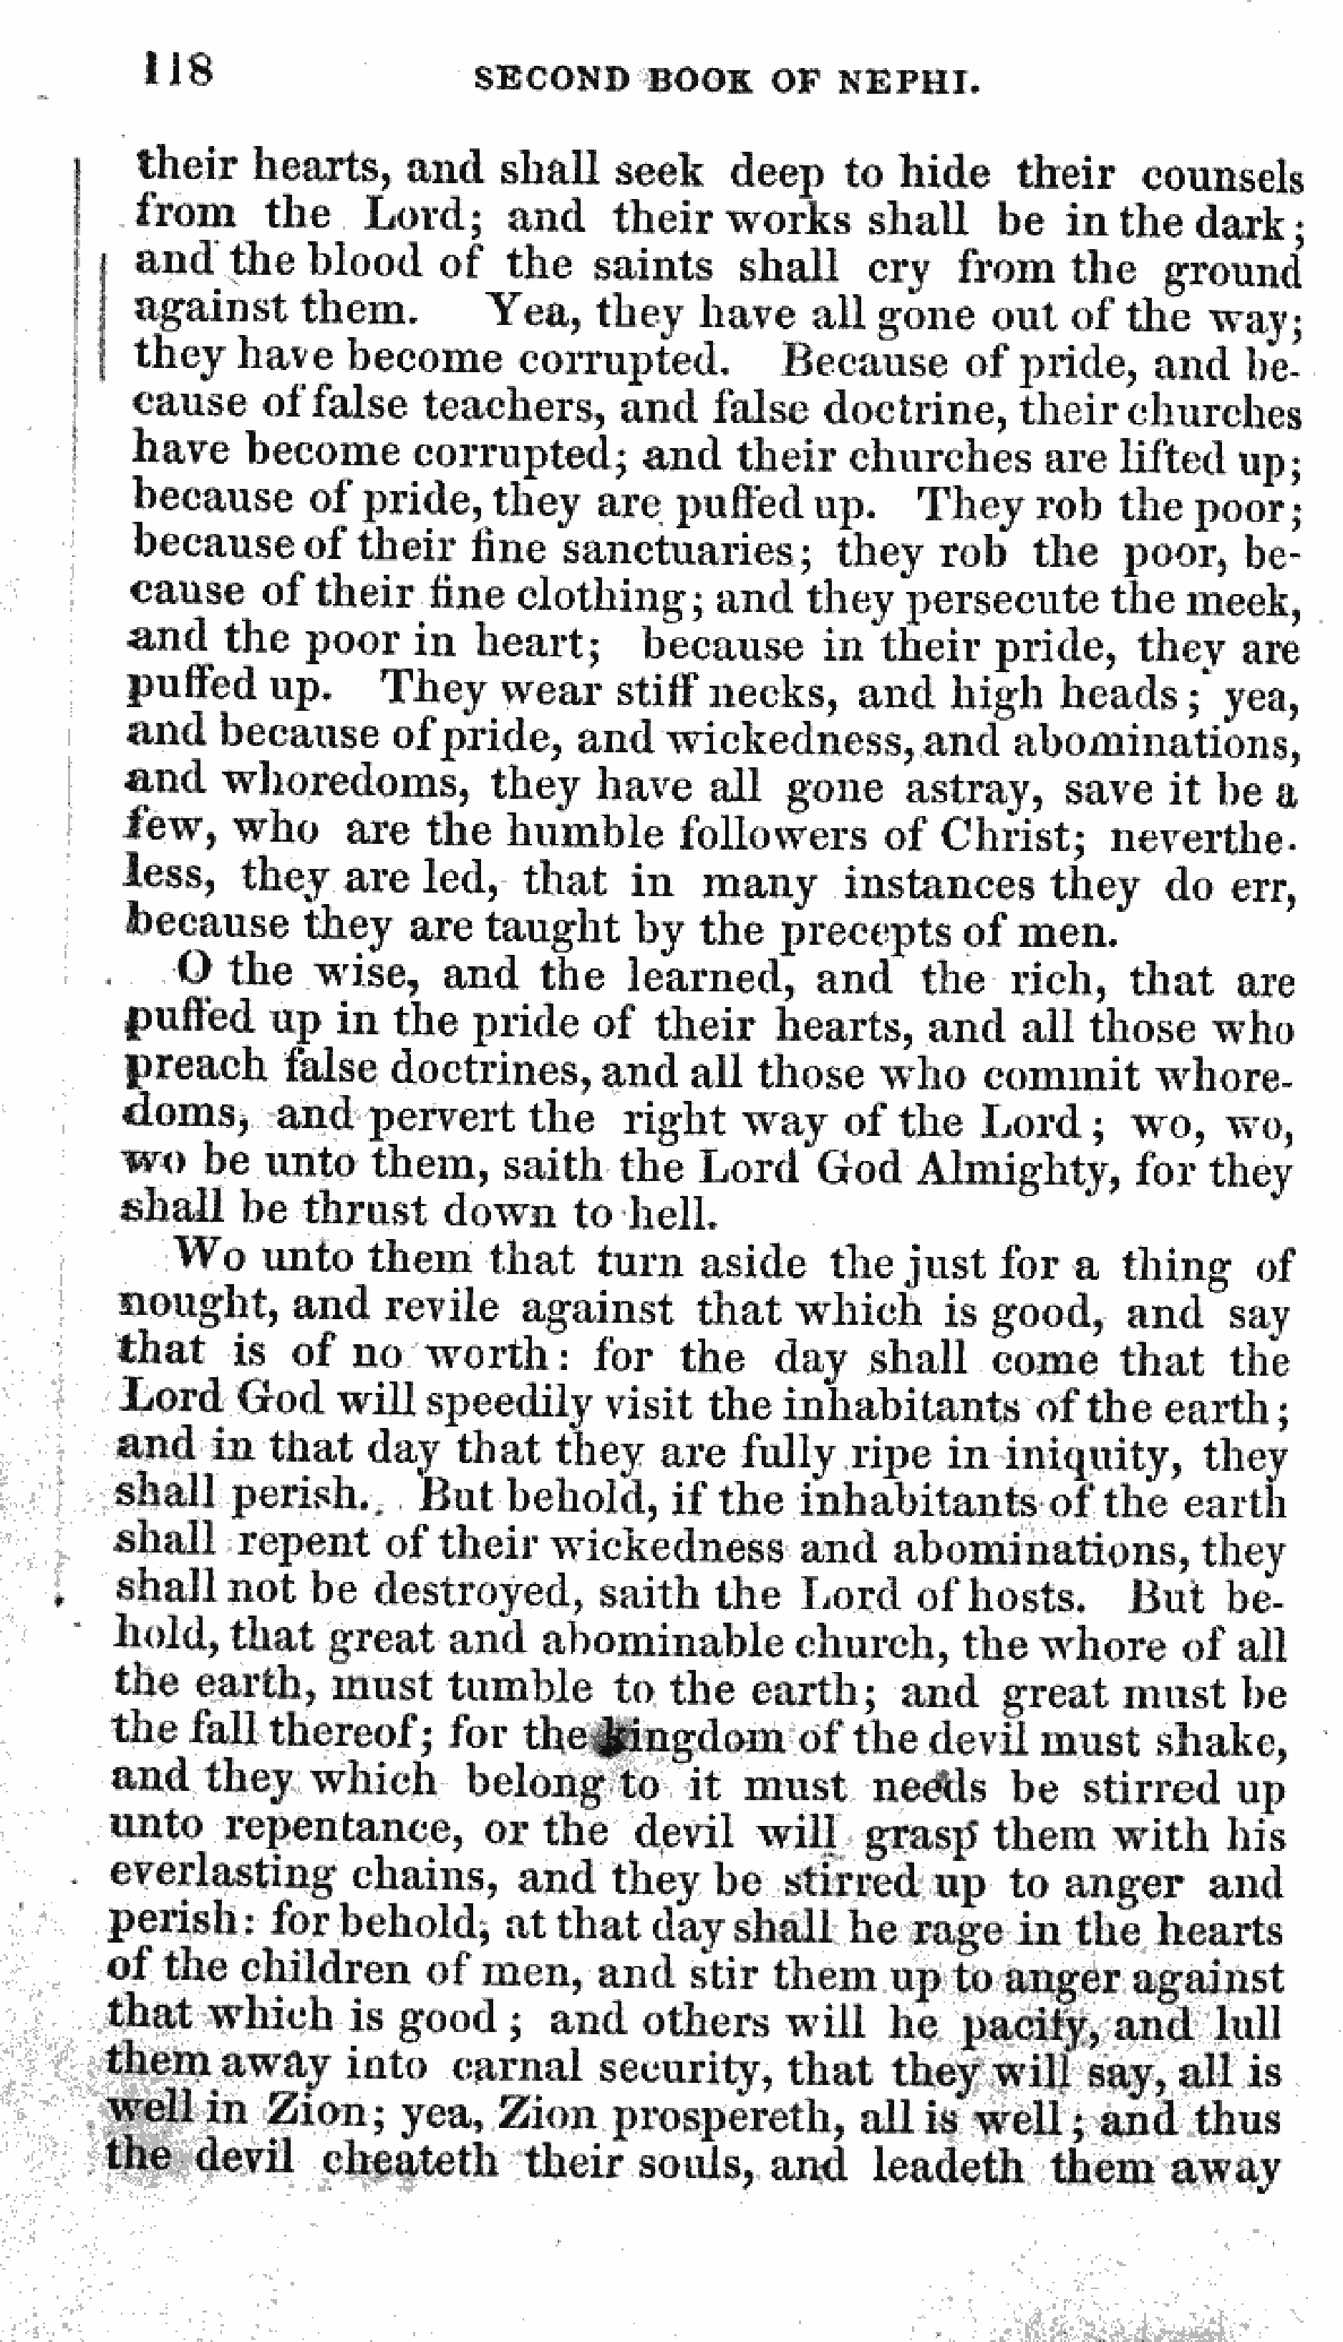 118 SECOND BOOK OF NEPHI.
their hearts, and shall seek deep to hide their counsels
from the Lord; and their works shall be in the dark;
and the blood of the saints shall cry from the ground
against them. Yea, they have all gone out of the way;
they have become corrupted. Because of pride, and be-
cause of false teachers, and false doctrine, their churches
have become corrupted; and their churches are lifted up;
because of pride, they are puffed up. They rob the poor;
because of their fine sanctuaries; they rob the poor, be-
cause of their fine clothing; and they persecute the meek,
and the poor in heart; because in their pride, they are
puffed up. They wear stiff necks, and high heads; yea,
and because of pride, and wickedness, and abominations,
and whoredoms, they have all gone astray, save it be a
few, who are the humble followers of Christ; neverthe-
less, they are led, that in many instances they do err,
because they are taught by the precepts of men.
O the wise, and the learned, and the rich, that are
puffed up in the pride of their hearts, and all those who
preach false doctrines, and all those who commit whore-
doms, and pervert the right way of the Lord; wo, wo,
wo be unto them, saith the Lord God Almighty, for they
shall be thrust down to hell.
Wo unto them that turn aside the just for a thing of
nought, and revile against that which is good, and say
that is of no worth: for the day shall come that the
Lord God will speedily visit the inhabitants of the earth;
and in that day that they are fully ripe in iniquity, they
shall perish. But behold, if the inhabitants of the earth
shall repent of their wickedness and abominations, they
shall not be destroyed, saith the Lord of hosts. But be-
hold, that great and abominable church, the whore of all
the earth, must tumble to the earth; and great must be
the fall thereof; for the kingdom of the devil must shake,
and they which belong to it must needs be stirred up
unto repentance, or the devil will grasp them with his
everlasting chains, and they be stirred up to anger and
perish: for behold, at that day shall he rage in the hearts
of the children of men, and stir them up to anger against
that which is good; and others will he pacify, and lull
them away into carnal security, that they will say, all is
well in Zion; yea, Zion prospereth, all is well; and thus
the devil cheateth their souls, and leadeth them away